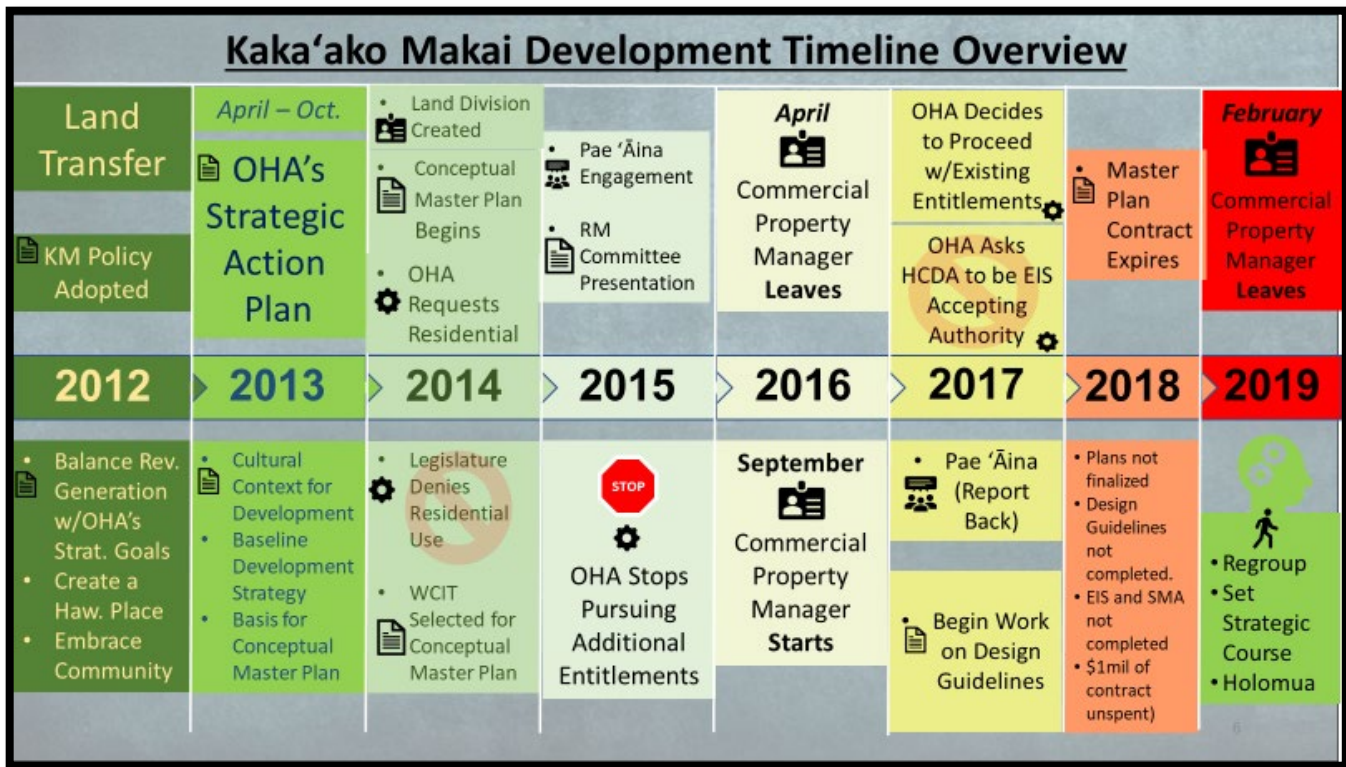 Kaka‘ako Makai Development Timeline Overview
Land
Transfer
KM Policy
Adopted
April – Oct.
OHA’s
Strategic
Action
Plan
• Land Division
Created
• Conceptual
Master Plan
Begins
• OHA
Requests
Residential
• Pae ‘Āina
Engagement
• RM
Committee
Presentation
April
Commercial
Property
Manager
Leaves
OHA Decides
to Proceed
w/Existing
Entitlements
OHA Asks
HCDA to be EIS
Accepting
Authority
• Master
Plan
Contract
Expires
February
Commercial
Property
Manager
Leaves
2012
2013
2014
2015
2016
2017
2018
2019
• Balance Rev.
Generation
w/OHA’s
Strat. Goals
• Create a
Haw. Place
• Embrace
Community
• Cultural
Context for
Development
• Baseline
Development
Strategy
• Basis for
Conceptual
Master Plan
• Legislature
Denies
Residential
Use
• WCIT
Selected for
Conceptual
Master Plan
STOP
OHA Stops
Pursuing
Additional
Entitlements
September
Commercial
Property
Manager
Starts
• Pae ‘Āina
(Report
Back)
• Begin Work
on Design
Guidelines
• Plans not
finalized
• Design
Guidelines
not
completed.
• EIS and SMA
not
completed
• $1mil of
contract
unspent)
• Regroup
• Set
Strategic
Course
• Holomua
6